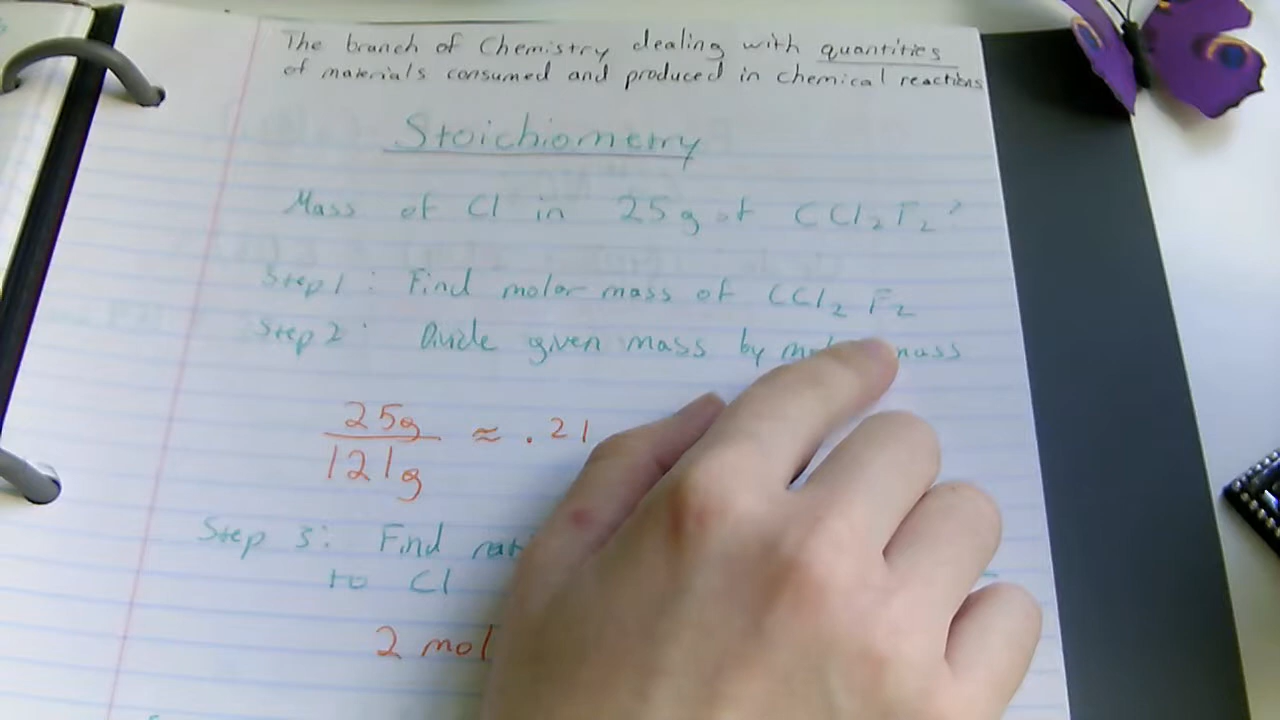 The branch of Chemistry dealing with quantities
of materials consumed and produced in chemical reactions
Stoichiometry
Mass of Cl in 25g of CCl₂F₂?
Step 1: Find molar mass of CCl₂F₂
Step 2: Divide given mass by mass
25g
≈ .21
121g
Step 3: Find
to Cl
2 mol